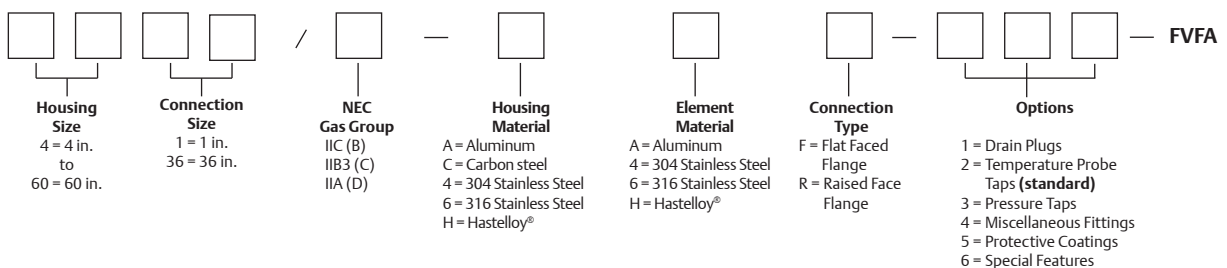 / — — — FVFA
Housing
Size
4 = 4 in.
to
60 = 60 in.
Connection
Size
1 = 1 in.
36 = 36 in.
NEC
Gas Group
IIC (B)
IIB3 (C)
IIA (D)
Housing
Material
A = Aluminum
C = Carbon steel
4 = 304 Stainless Steel
6 = 316 Stainless Steel
H = Hastelloy®
Element
Material
A = Aluminum
4 = 304 Stainless Steel
6 = 316 Stainless Steel
H = Hastelloy®
Connection
Type
F = Flat Faced
Flange
R = Raised Face
Flange
Options
1 = Drain Plugs
2 = Temperature Probe
Taps (standard)
3 = Pressure Taps
4 = Miscellaneous Fittings
5 = Protective Coatings
6 = Special Features